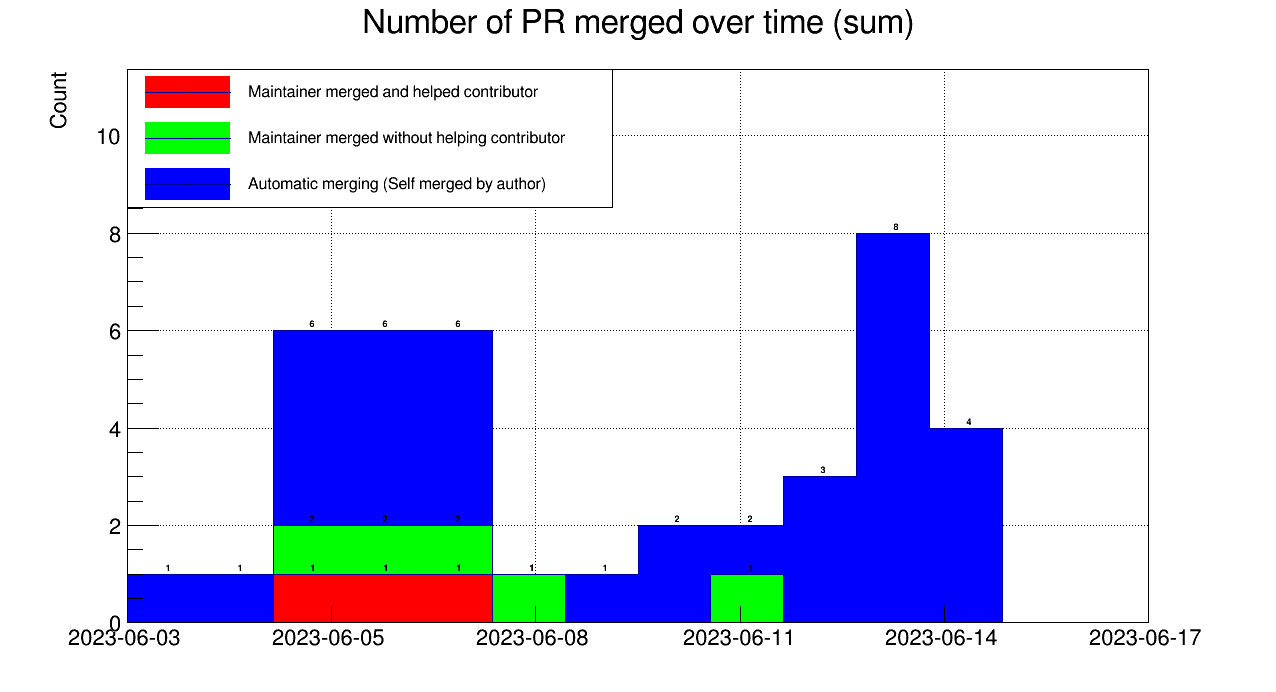 Number of PR merged over time (sum)
Count
Maintainer merged and helped contributor
Maintainer merged without helping contributor
Automatic merging (Self merged by author)
10
8
8
6
6 6 6
4
4
3
2
2 2 2 2 2
1 1 1 1 1 1 1 1
0
2023-06-03 2023-06-05 2023-06-08 2023-06-11 2023-06-14 2023-06-17